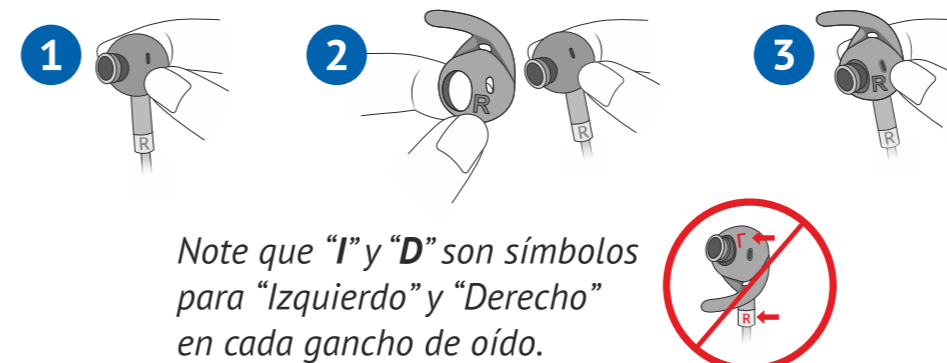 1
2
3
R
R
R
R
R
Note que “I” y “D” son símbolos
para “Izquierdo” y “Derecho”
en cada gancho de oído.
L
R